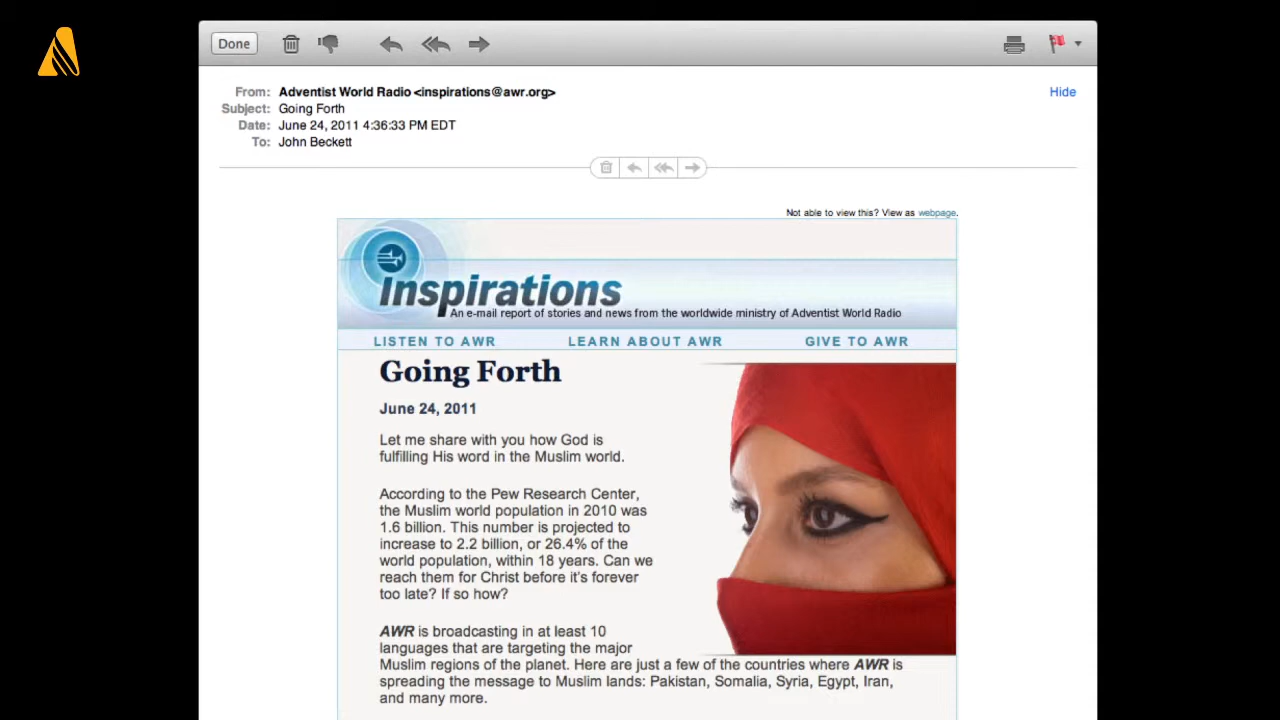 Done
From: Adventist World Radio <inspirations@awr.org>
Hide
Subject: Going Forth
Date: June 24, 2011 4:36:33 PM EDT
To: John Beckett
Not able to view this? View as webpage.
Inspirations
An e-mail report of stories and news from the worldwide ministry of Adventist World Radio
LISTEN TO AWR LEARN ABOUT AWR GIVE TO AWR
Going Forth
June 24, 2011
Let me share with you how God is
fulfilling His word in the Muslim world.
According to the Pew Research Center,
the Muslim world population in 2010 was
1.6 billion. This number is projected to
increase to 2.2 billion, or 26.4% of the
world population, within 18 years. Can we
reach them for Christ before it's forever
too late? If so how?
AWR is broadcasting in at least 10
languages that are targeting the major
Muslim regions of the planet. Here are just a few of the countries where AWR is
spreading the message to Muslim lands: Pakistan, Somalia, Syria, Egypt, Iran,
and many more.